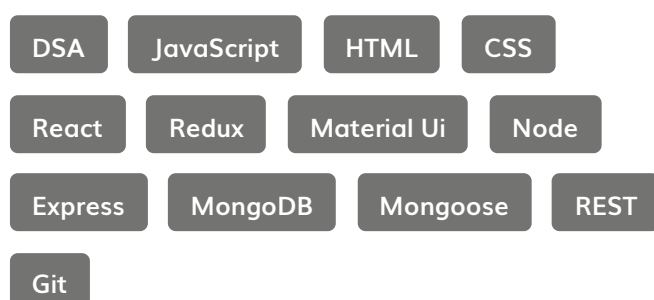 DSA JavaScript HTML CSS
React Redux Material Ui Node
Express MongoDB Mongoose REST
Git